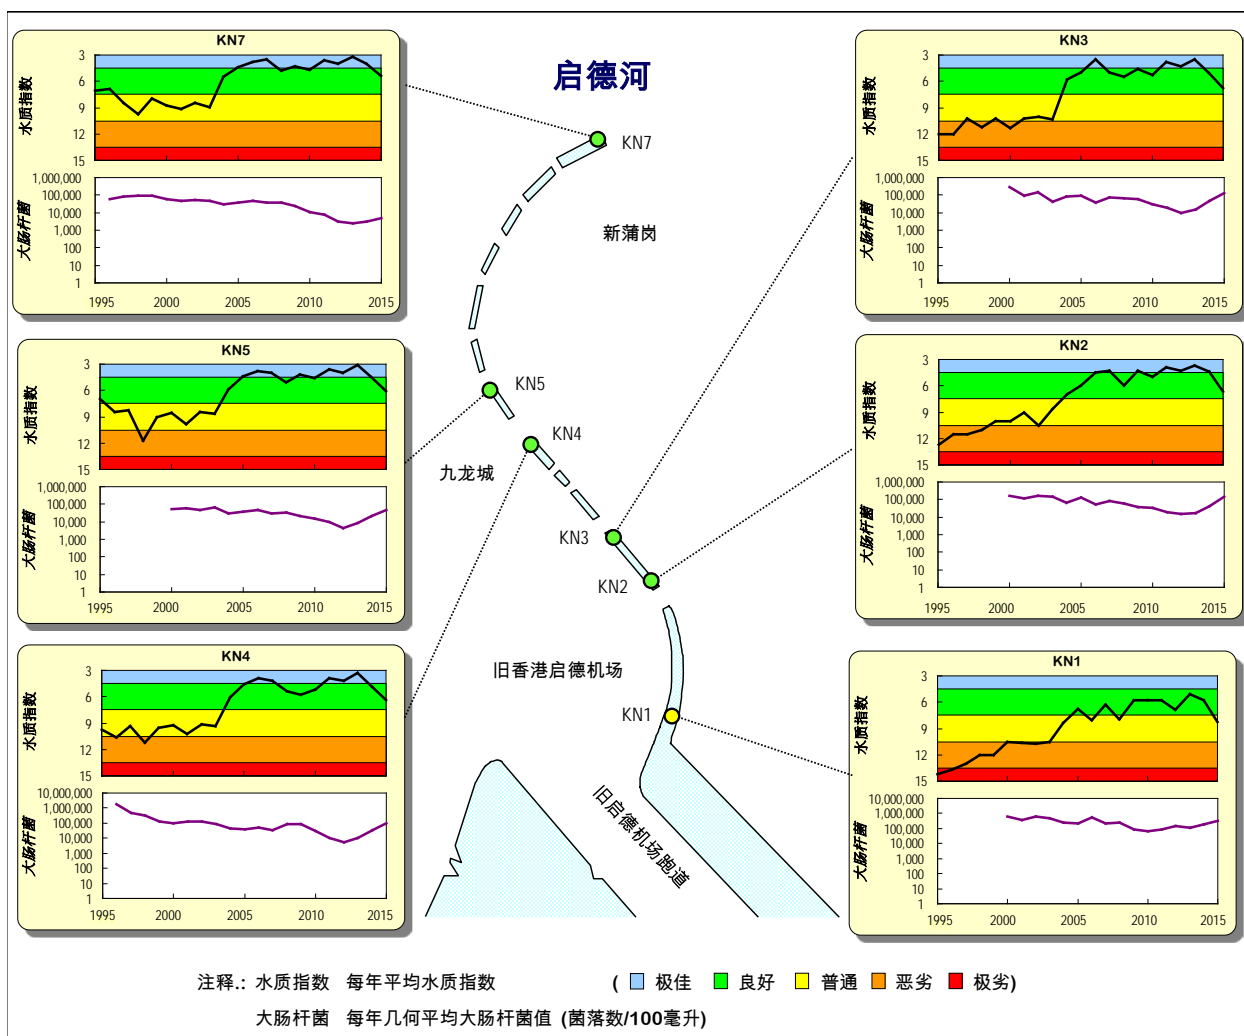 启德河
KN7
3
6
9
12
15
水质指数
1,000,000
100,000
10,000
1,000
100
10
1
大肠杆菌
1995 2000 2005 2010 2015
KN5
3
6
9
12
15
水质指数
1,000,000
100,000
10,000
1,000
100
10
1
大肠杆菌
1995 2000 2005 2010 2015
KN4
3
6
9
12
15
水质指数
10,000,000
1,000,000
100,000
10,000
1,000
100
10
1
大肠杆菌
1995 2000 2005 2010 2015
KN7
新蒲岗
KN5
KN4
九龙城
KN3
KN2
旧香港启德机场
KN1
旧启德机场跑道
KN3
3
6
9
12
15
水质指数
1,000,000
100,000
10,000
1,000
100
10
1
大肠杆菌
1995 2000 2005 2010 2015
KN2
3
6
9
12
15
水质指数
1,000,000
100,000
10,000
1,000
100
10
1
大肠杆菌
1995 2000 2005 2010 2015
KN1
3
6
9
12
15
水质指数
10,000,000
1,000,000
100,000
10,000
1,000
100
10
1
大肠杆菌
1995 2000 2005 2010 2015
注释.: 水质指数 每年平均水质指数 ( 极佳 良好 普通 恶劣 极劣)
大肠杆菌 每年几何平均大肠杆菌值 (菌落数/100毫升)